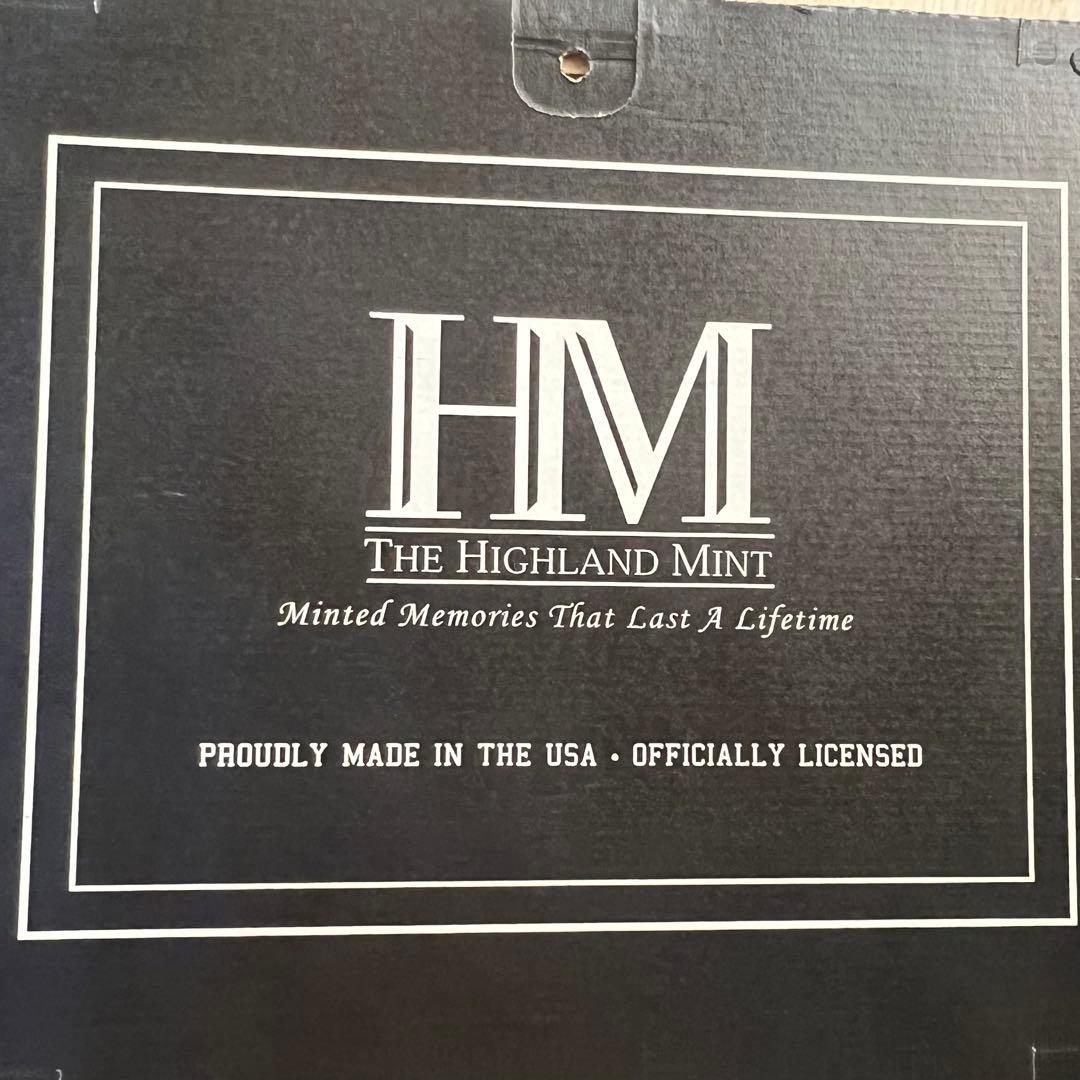 HM
THE HIGHLAND MINT
Minted Memories That Last A Lifetime
PROUDLY MADE IN THE USA • OFFICIALLY LICENSED